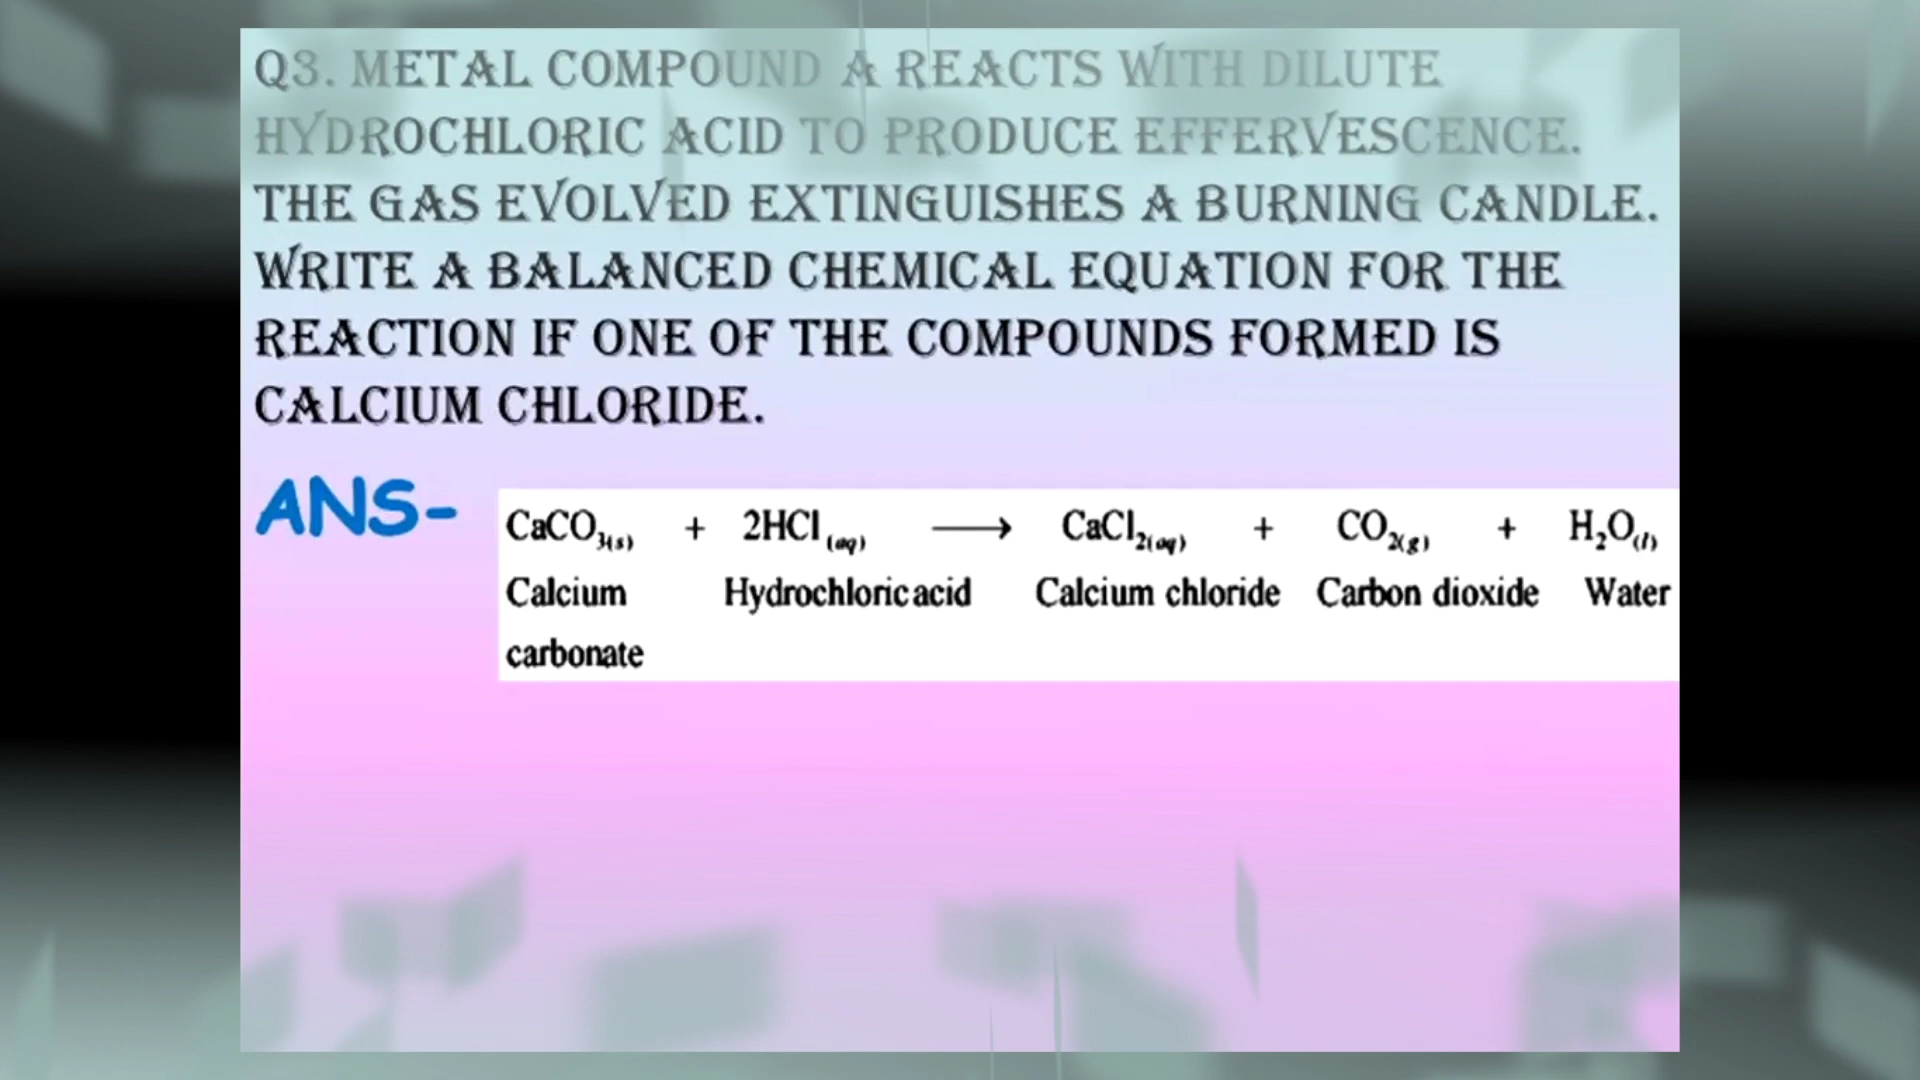 Q3. METAL COMPOUND A REACTS WITH DILUTE
HYDROCHLORIC ACID TO PRODUCE EFFERVESCENCE.
THE GAS EVOLVED EXTINGUISHES A BURNING CANDLE.
WRITE A BALANCED CHEMICAL EQUATION FOR THE
REACTION IF ONE OF THE COMPOUNDS FORMED IS
CALCIUM CHLORIDE.
ANS-
CaCO₃(s) + 2HCl (aq) ⟶ CaCl₂(aq) + CO₂(g) + H₂O(l)
Calcium Hydrochloric acid Calcium chloride Carbon dioxide Water
carbonate